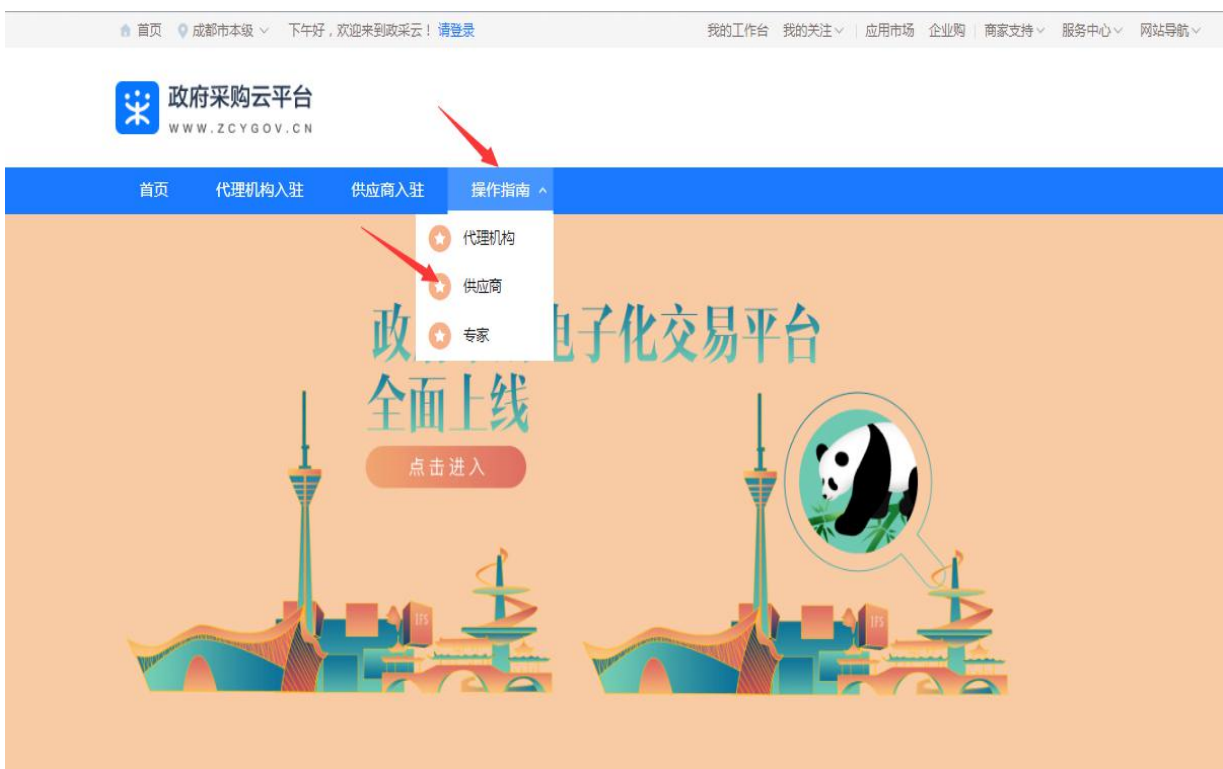 首页 成都市本级 下午好,欢迎来到政采云! 请登录 我的工作台 我的关注 应用市场 企业购 商家支持 服务中心 网站导航
政府采购云平台
WWW.ZCYGOV.CN
首页 代理机构入驻 供应商入驻 操作指南
代理机构
供应商
专家
政 电子化交易平台
全面上线
点击进入
IFS IFS